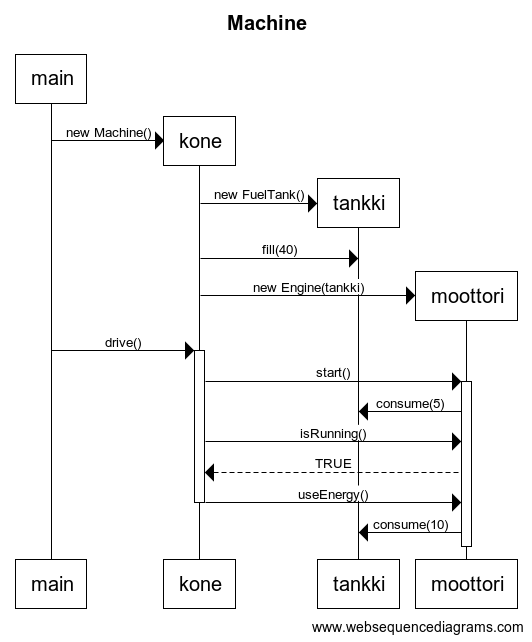 Machine
main
new Machine()
kone
new FuelTank()
tankki
fill(40)
new Engine(tankki)
moottori
drive()
start()
consume(5)
isRunning()
TRUE
useEnergy()
consume(10)
main
kone
tankki
moottori
www.websequencediagrams.com